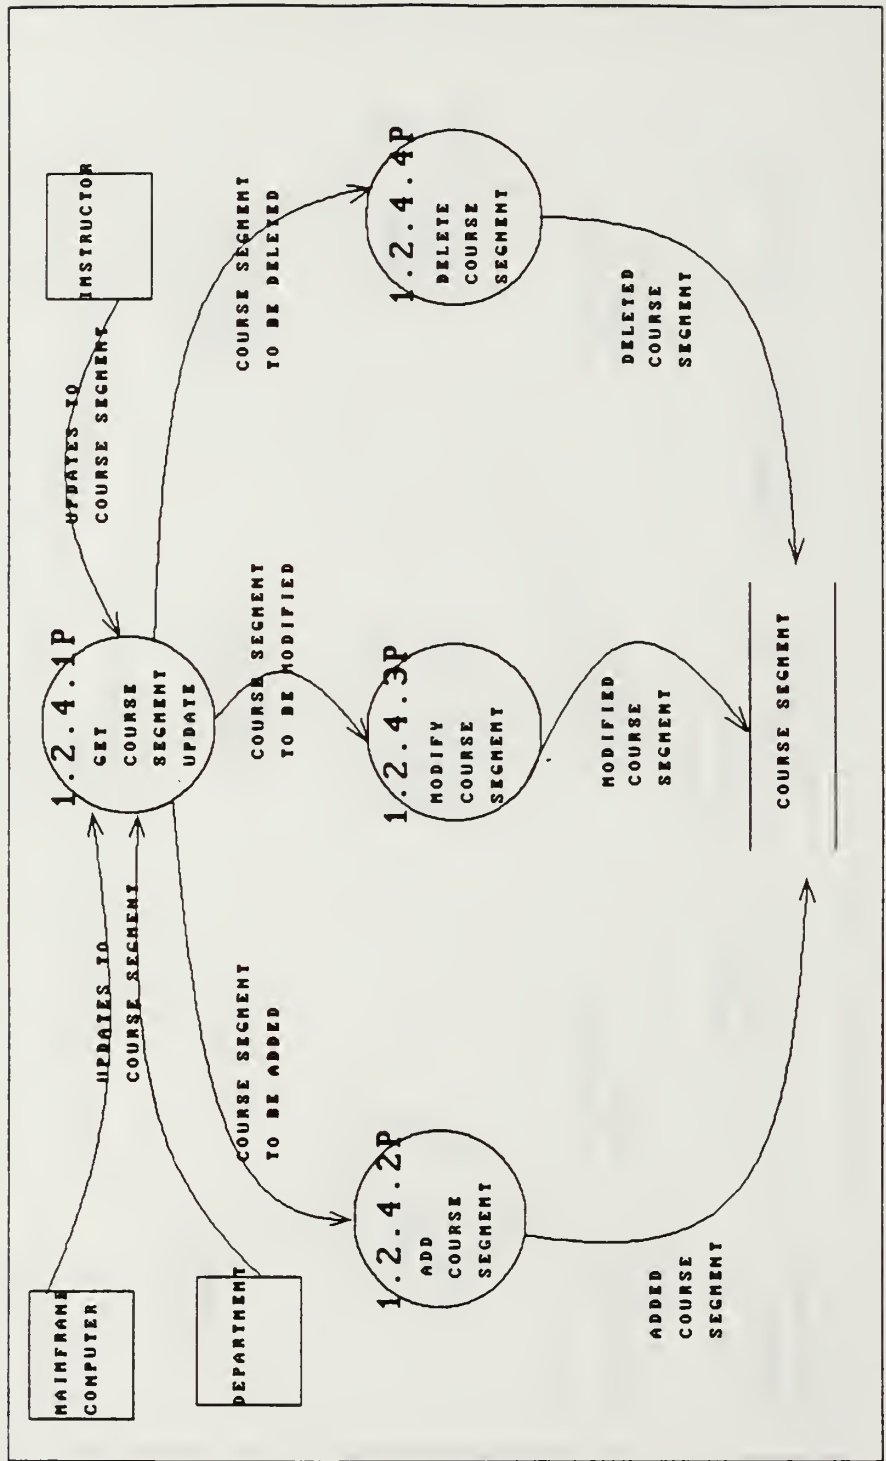 MAINFRAME
COMPUTER
DEPARTMENT
UPDATES TO
COURSE SEGMENT
1.2.4.1P
GET
COURSE
SEGMENT
UPDATE
UPDATES TO
COURSE SEGMENT
INSTRUCTOR
COURSE SEGMENT
TO BE ADDED
COURSE SEGMENT
TO BE MODIFIED
COURSE SEGMENT
TO BE DELETED
1.2.4.2P
ADD
COURSE
SEGMENT
1.2.4.3P
MODIFY
COURSE
SEGMENT
1.2.4.4P
DELETE
COURSE
SEGMENT
ADDED
COURSE
SEGMENT
MODIFIED
COURSE
SEGMENT
DELETED
COURSE
SEGMENT
COURSE SEGMENT